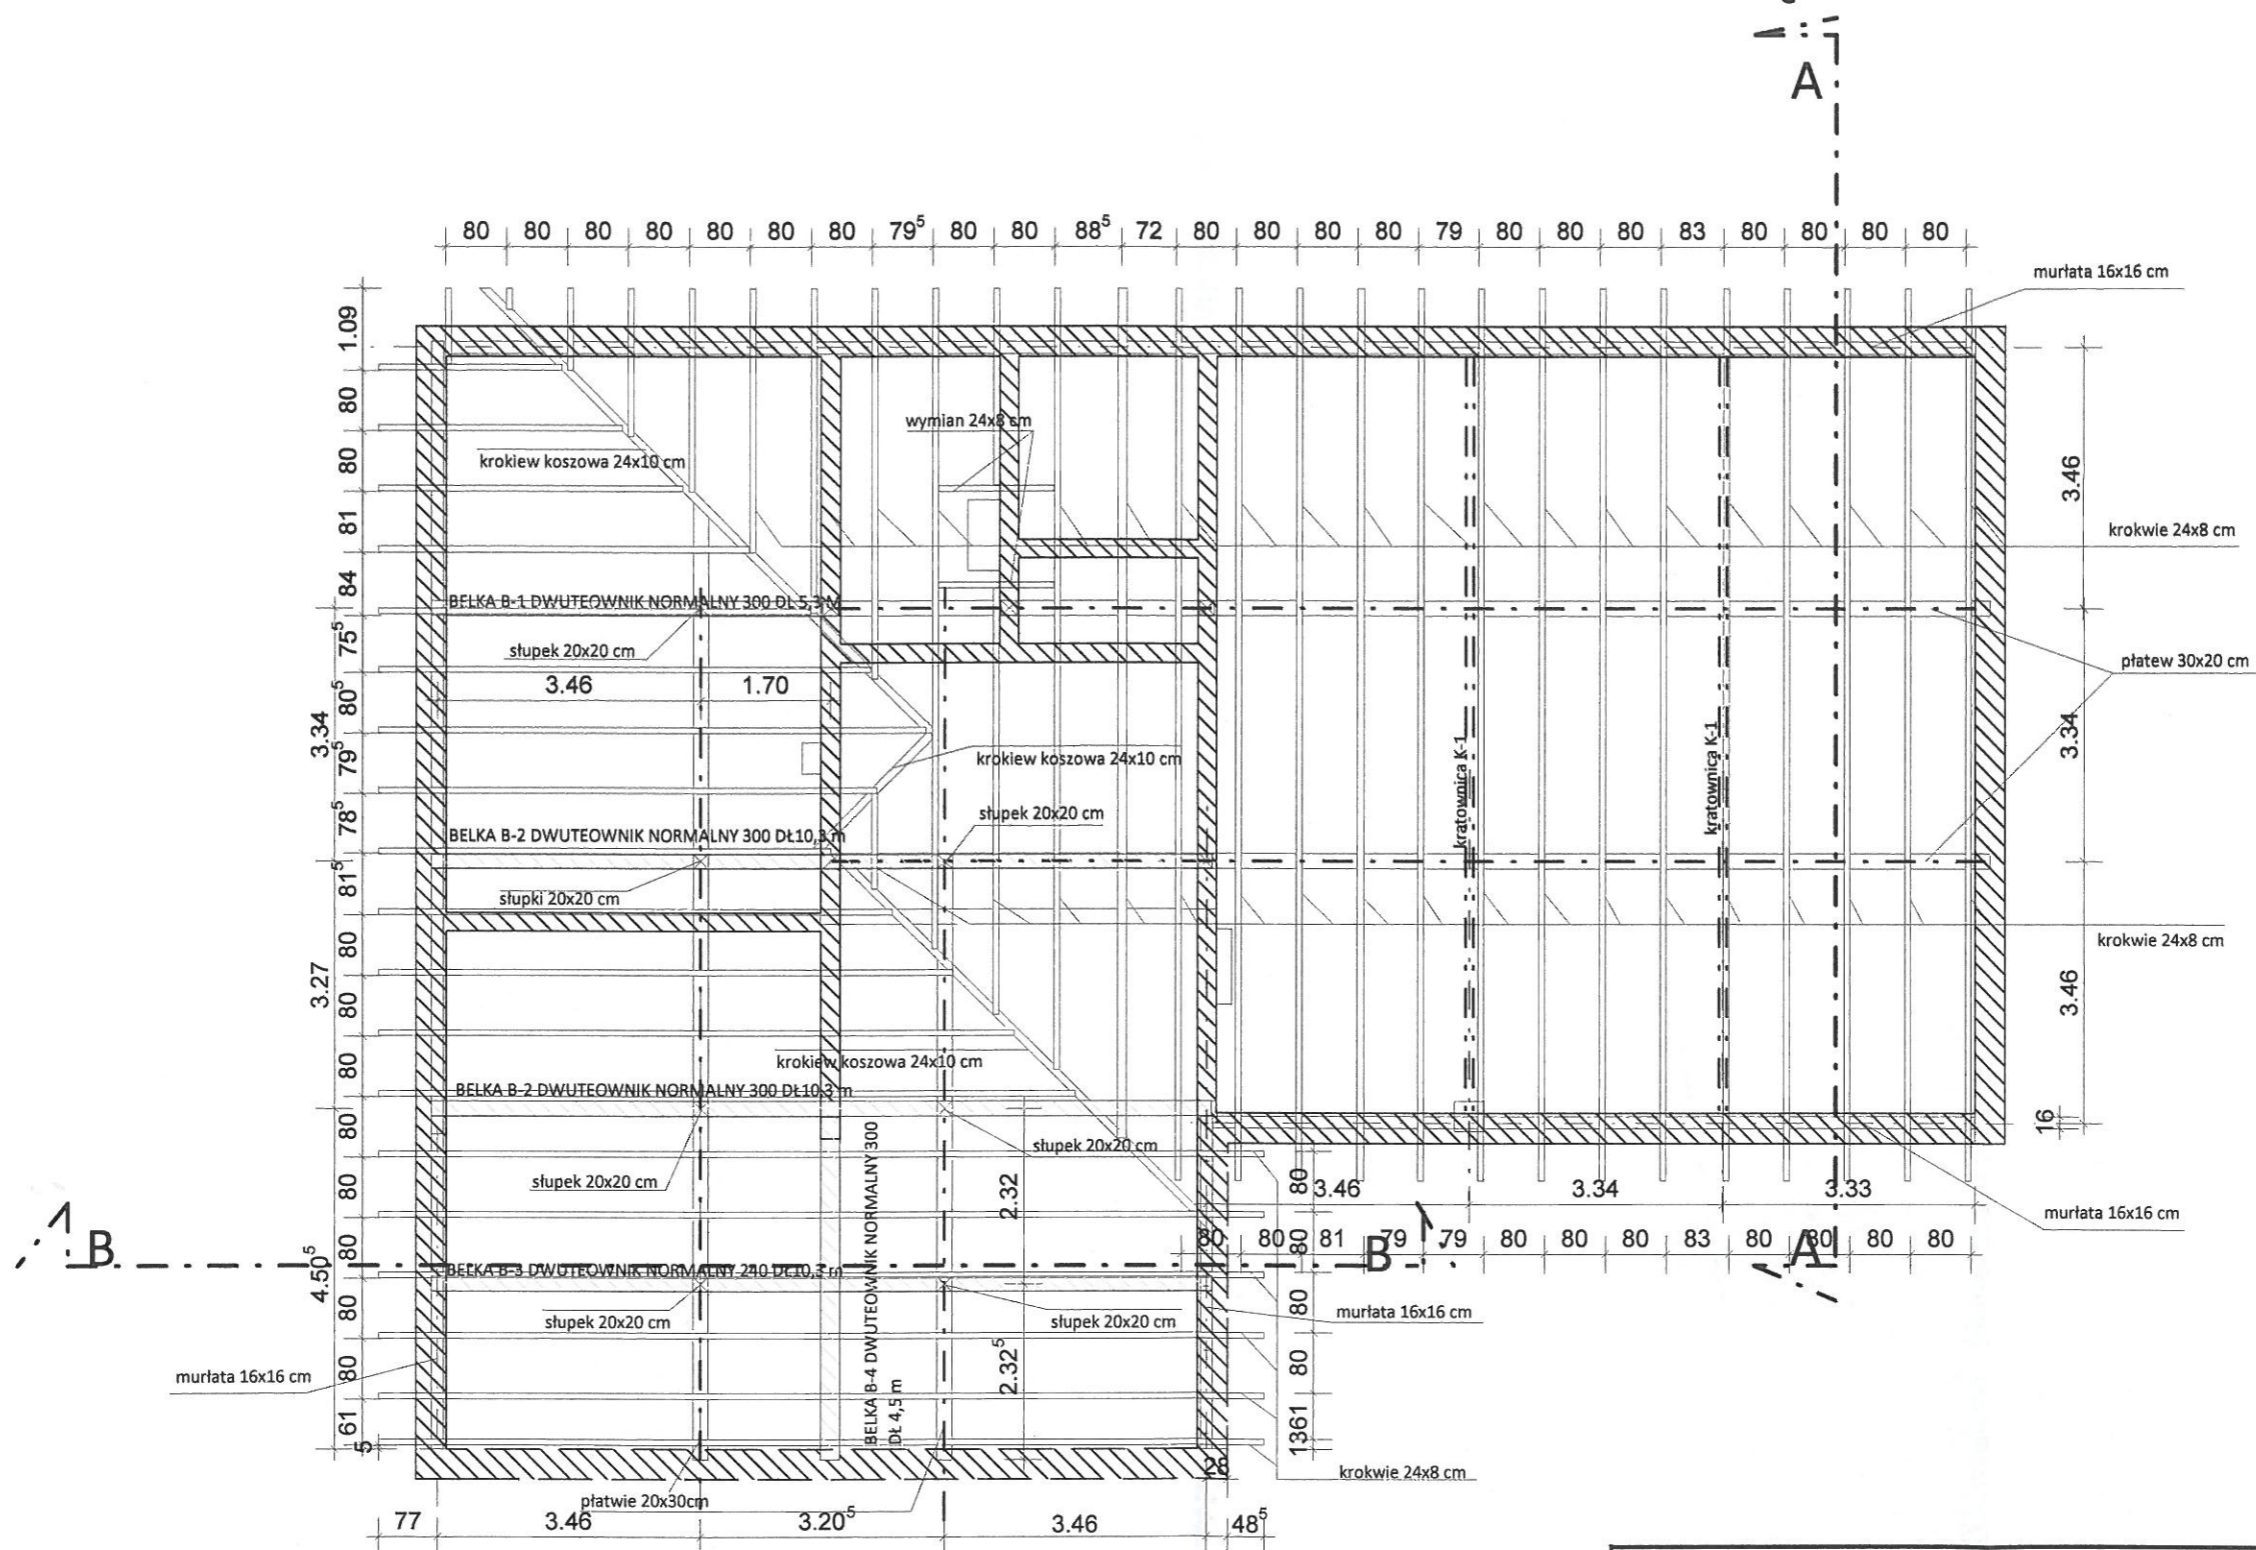 A
80 80 80 80 80 80 80 79⁵ 80 80 88⁵ 72 80 80 80 80 79 80 80 80 83 80 80 80 80
murłata 16x16 cm
1.09
80
80
81
84
75⁵
80⁵
79⁵
78⁵
81⁵
80
80
80
80
80
80
80
80
61
5
3.34
3.27
4.50⁵
wymian 24x8 cm
krokiew koszowa 24x10 cm
3.46
krokwie 24x8 cm
BELKA B-1 DWUTEOWNIK NORMALNY 300 DL 5,3 M
słupek 20x20 cm
płatew 30x20 cm
3.46 1.70
3.34
krokiew koszowa 24x10 cm
kratownica K-1
kratownica K-1
słupek 20x20 cm
BELKA B-2 DWUTEOWNIK NORMALNY 300 DŁ10,3 m
słupki 20x20 cm
krokwie 24x8 cm
3.46
krokiew koszowa 24x10 cm
BELKA B-2 DWUTEOWNIK NORMALNY 300 DŁ10,3 m
16
słupek 20x20 cm
słupek 20x20 cm
BELKA B-4 DWUTEOWNIK NORMALNY 300
DŁ 4,5 m
2.32
2.32⁵
80
80
80
80
1361
3.46 3.34 3.33
murłata 16x16 cm
80 80 81 79 79 80 80 80 83 80 80 80 80
B
B
A
BELKA B-3 DWUTEOWNIK NORMALNY 240 DŁ10,3 m
słupek 20x20 cm
słupek 20x20 cm
murłata 16x16 cm
murłata 16x16 cm
28
krokwie 24x8 cm
płatwie 20x30cm
77 3.46 3.20⁵ 3.46 48⁵